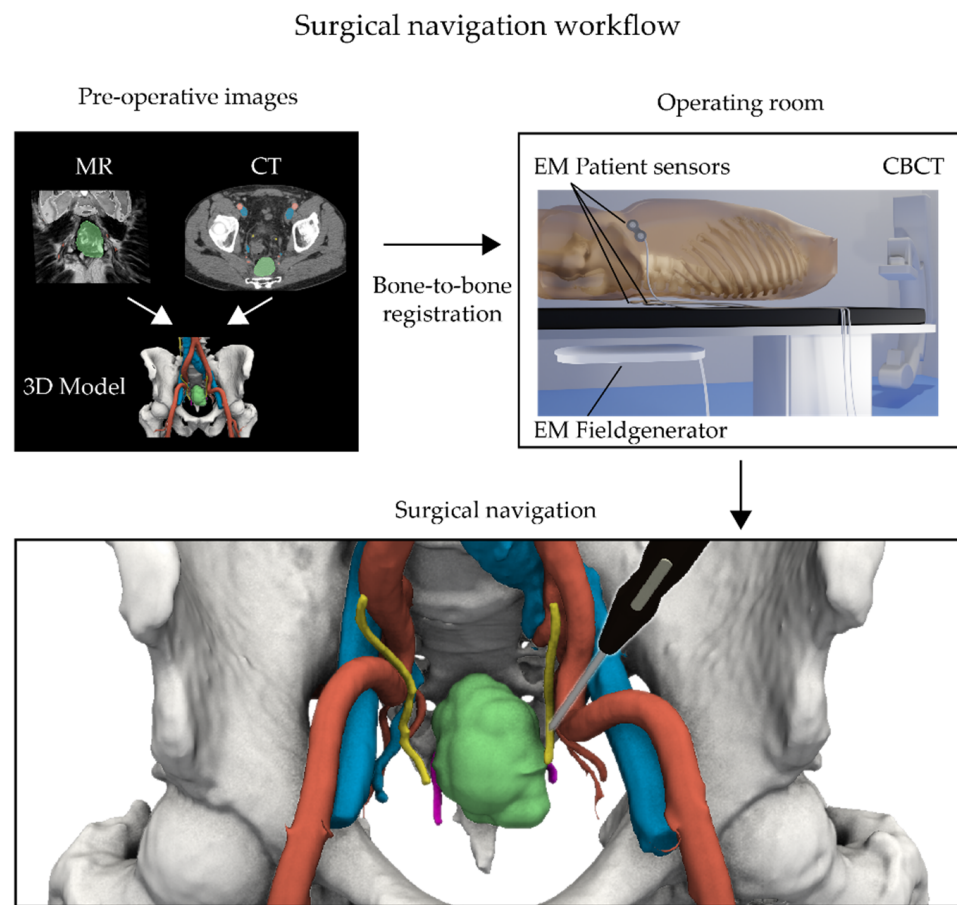 Surgical navigation workflow
Pre-operative images
Operating room
MR
CT
3D Model
Bone-to-bone
registration
EM Patient sensors
CBCT
EM Fieldgenerator
Surgical navigation